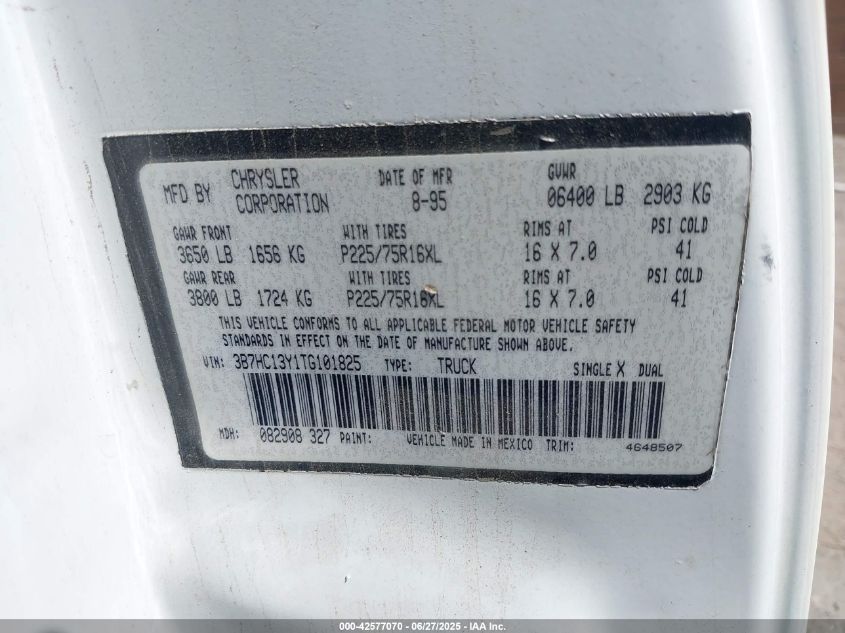 MFD BY CHRYSLER CORPORATION DATE OF MFR 8-95 GVWR 06400 LB 2903 KG
GAWR FRONT WITH TIRES RIMS AT PSI COLD
3650 LB 1656 KG P225/75R16XL 16 X 7.0 41
GAWR REAR WITH TIRES RIMS AT PSI COLD
3800 LB 1724 KG P225/75R16XL 16 X 7.0 41
THIS VEHICLE CONFORMS TO ALL APPLICABLE FEDERAL MOTOR VEHICLE SAFETY
STANDARDS IN EFFECT ON THE DATE OF MANUFACTURE SHOWN ABOVE.
VIN: 3B7HC13Y1TG101825 TYPE: TRUCK SINGLE X DUAL
MDH: 082908 327 PAINT: VEHICLE MADE IN MEXICO TRIM: 4648507
000-42577070 - 06/27/2025 - IAA Inc.